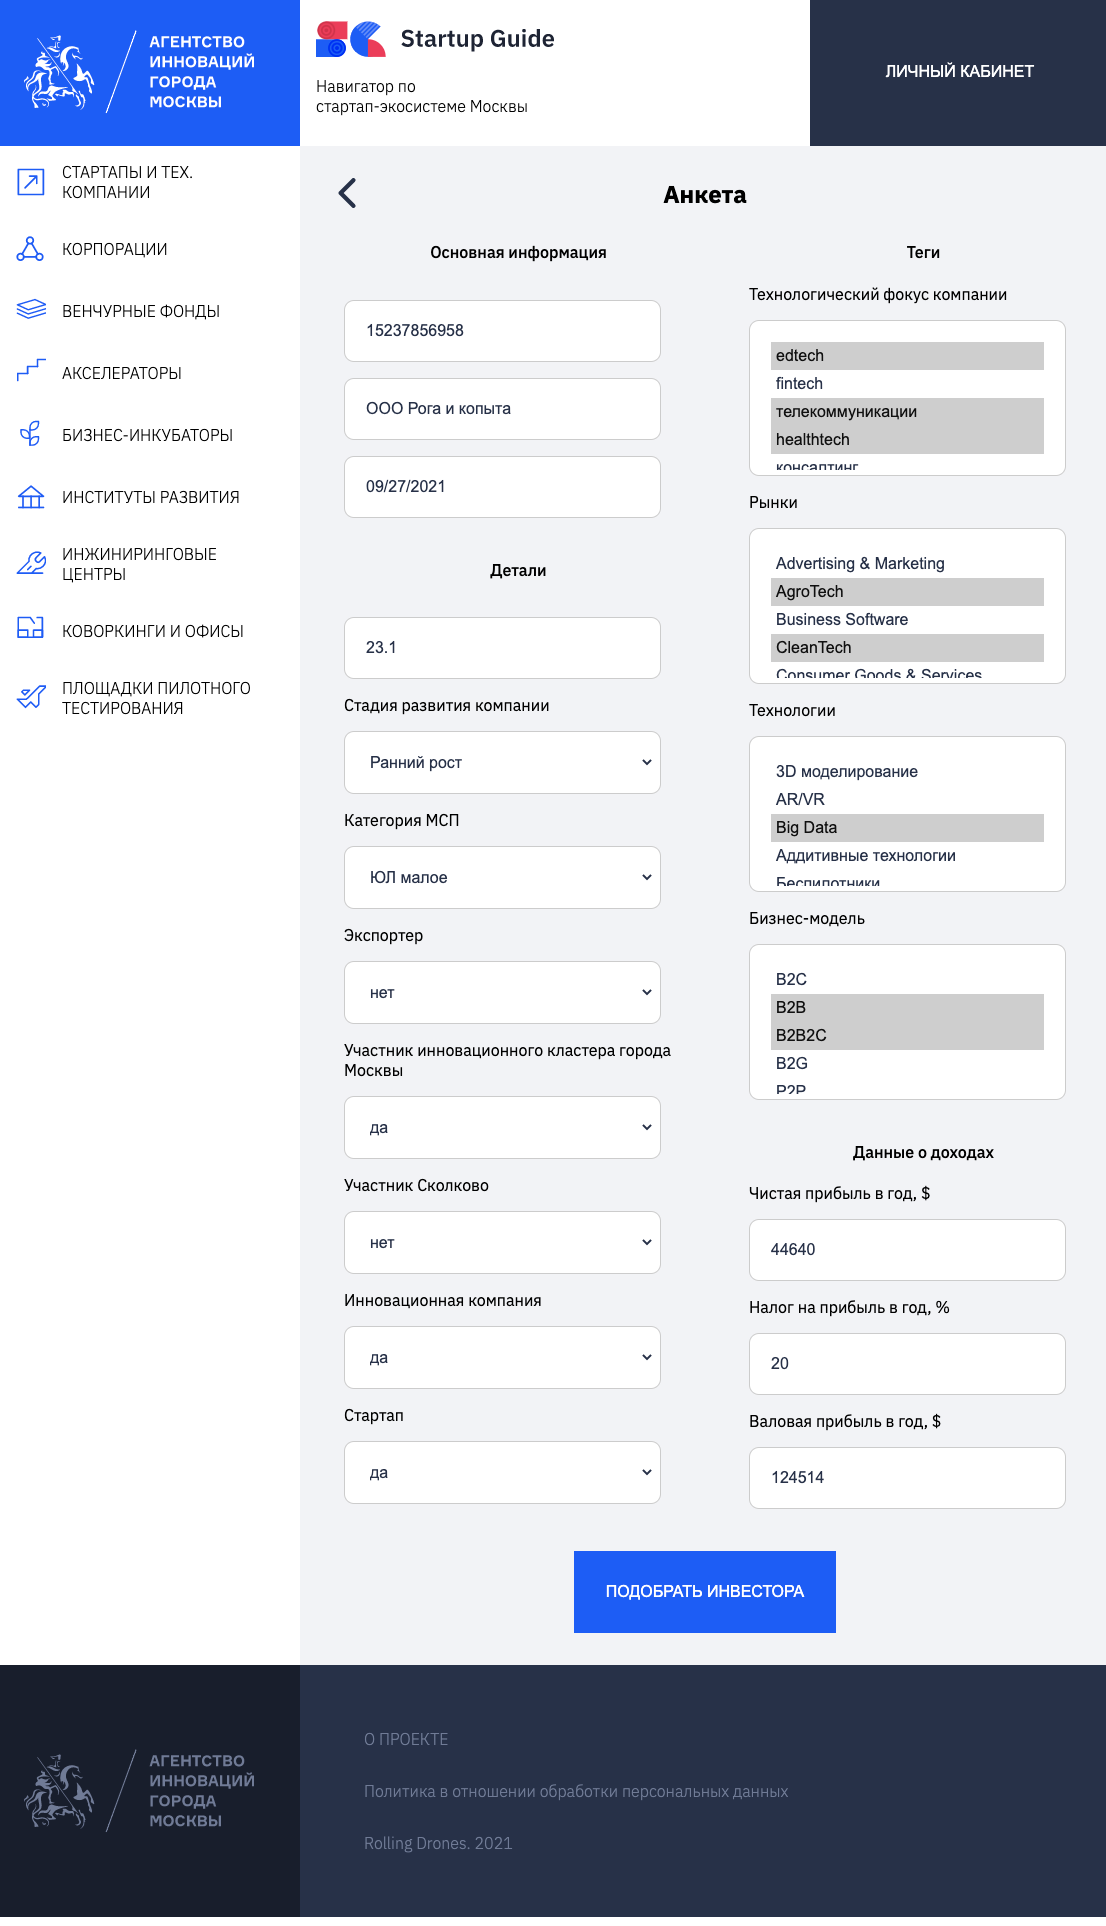 АГЕНТСТВО
ИННОВАЦИЙ
ГОРОДА
МОСКВЫ
Startup Guide
Навигатор по
стартап-экосистеме Москвы
ЛИЧНЫЙ КАБИНЕТ
СТАРТАПЫ И ТЕХ.
КОМПАНИИ
КОРПОРАЦИИ
ВЕНЧУРНЫЕ ФОНДЫ
АКСЕЛЕРАТОРЫ
БИЗНЕС-ИНКУБАТОРЫ
ИНСТИТУТЫ РАЗВИТИЯ
ИНЖИНИРИНГОВЫЕ
ЦЕНТРЫ
КОВОРКИНГИ И ОФИСЫ
ПЛОЩАДКИ ПИЛОТНОГО
ТЕСТИРОВАНИЯ
Анкета
Основная информация
15237856958
ООО Рога и копыта
09/27/2021
Детали
23.1
Стадия развития компании
Ранний рост
Категория МСП
ЮЛ малое
Экспортер
нет
Участник инновационного кластера города
Москвы
да
Участник Сколково
нет
Инновационная компания
да
Стартап
да
Теги
Технологический фокус компании
edtech
fintech
телекоммуникации
healthtech
консалтинг
Рынки
Advertising & Marketing
AgroTech
Business Software
CleanTech
Consumer Goods & Services
Технологии
3D моделирование
AR/VR
Big Data
Аддитивные технологии
Беспилотники
Бизнес-модель
B2C
B2B
B2B2C
B2G
P2P
Данные о доходах
Чистая прибыль в год, $
44640
Налог на прибыль в год, %
20
Валовая прибыль в год, $
124514
ПОДОБРАТЬ ИНВЕСТОРА
АГЕНТСТВО
ИННОВАЦИЙ
ГОРОДА
МОСКВЫ
О ПРОЕКТЕ
Политика в отношении обработки персональных данных
Rolling Drones. 2021